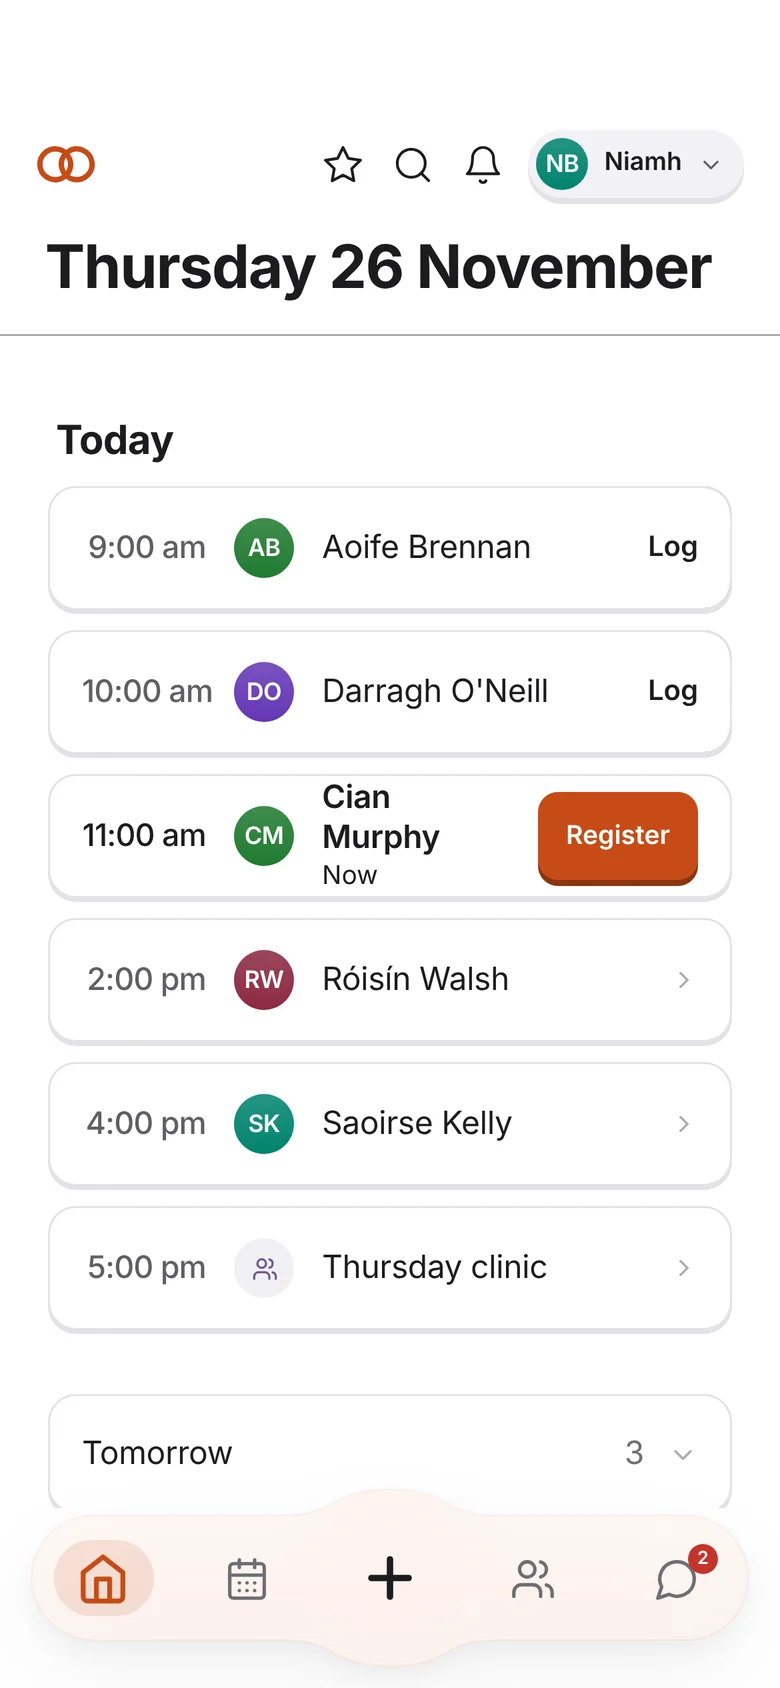 NB Niamh
Thursday 26 November
Today
9:00 am AB Aoife Brennan Log
10:00 am DO Darragh O'Neill Log
11:00 am CM Cian Murphy Now Register
2:00 pm RW Róisín Walsh
4:00 pm SK Saoirse Kelly
5:00 pm Thursday clinic
Tomorrow 3
2